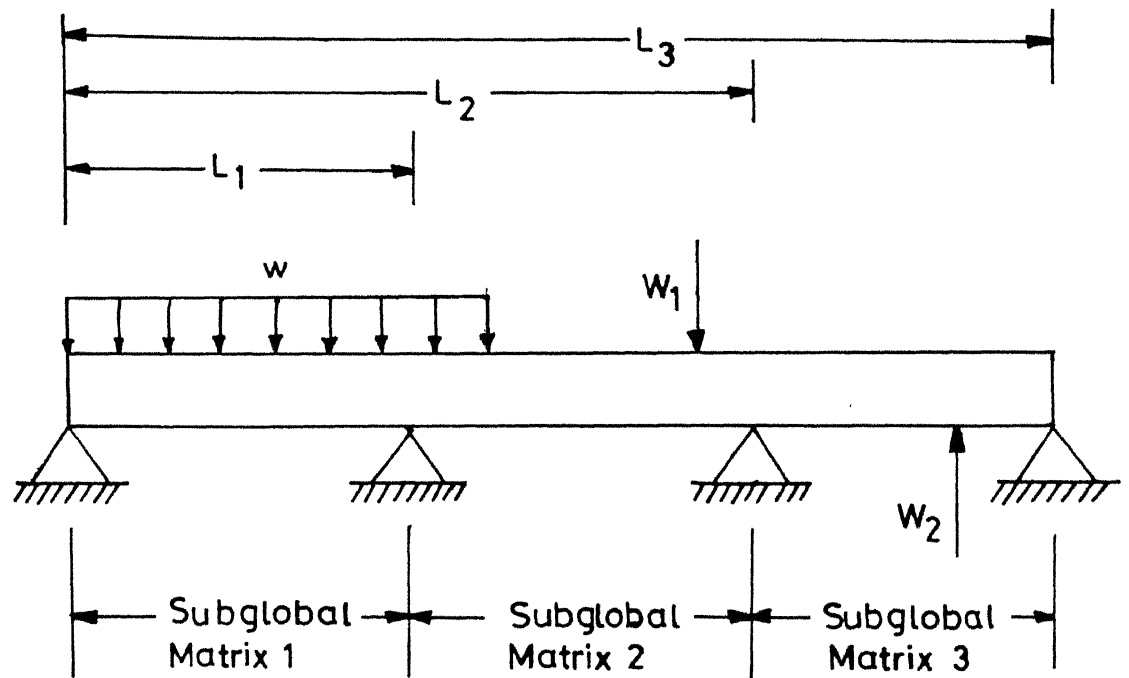 L3
L2
L1
w
W1
W2
Subglobal
Matrix 1
Subglobal
Matrix 2
Subglobal
Matrix 3